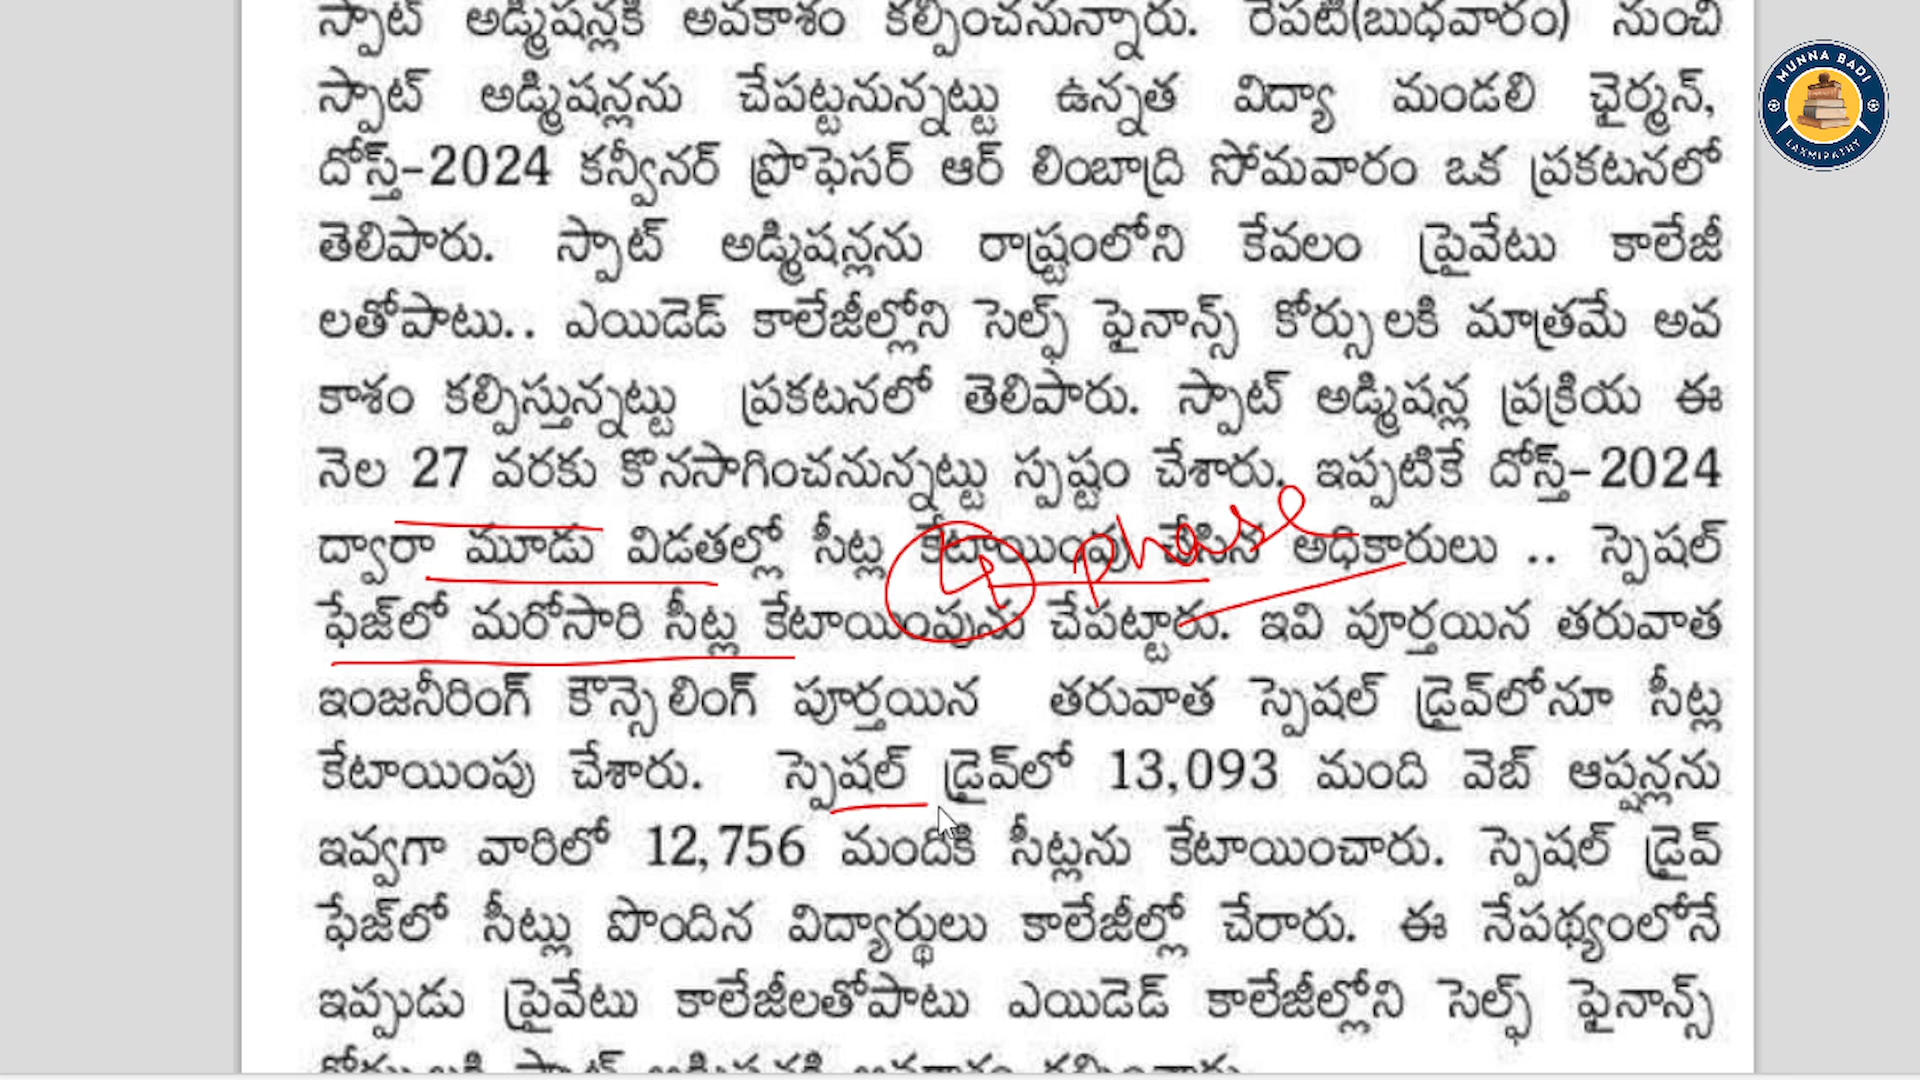 స్పాట్ అడ్మిషన్లకి అవకాశం కల్పించనున్నారు. రేపటి(బుధవారం) నుంచి
స్పాట్ అడ్మిషన్లను చేపట్టనున్నట్టు ఉన్నత విద్యా మండలి ఛైర్మన్,
దోస్త్-2024 కన్వీనర్ ప్రొఫెసర్ ఆర్ లింబాద్రి సోమవారం ఒక ప్రకటనలో
తెలిపారు. స్పాట్ అడ్మిషన్లను రాష్ట్రంలోని కేవలం ప్రైవేటు కాలేజీ
లతోపాటు.. ఎయిడెడ్ కాలేజీల్లోని సెల్ఫ్ ఫైనాన్స్ కోర్సులకి మాత్రమే అవ
కాశం కల్పిస్తున్నట్టు ప్రకటనలో తెలిపారు. స్పాట్ అడ్మిషన్ల ప్రక్రియ ఈ
నెల 27 వరకు కొనసాగించనున్నట్టు స్పష్టం చేశారు. ఇప్పటికే దోస్త్-2024
ద్వారా మూడు విడతల్లో సీట్ల కేటాయింపు చేసిన అధికారులు .. స్పెషల్
4 phase
ఫేజ్‌లో మరోసారి సీట్ల కేటాయింపును చేపట్టారు. ఇవి పూర్తయిన తరువాత
ఇంజనీరింగ్ కౌన్సెలింగ్ పూర్తయిన తరువాత స్పెషల్ డ్రైవ్‌లోనూ సీట్ల
కేటాయింపు చేశారు. స్పెషల్ డ్రైవ్‌లో 13,093 మంది వెబ్ ఆప్షన్లను
ఇవ్వగా వారిలో 12,756 మందికి సీట్లను కేటాయించారు. స్పెషల్ డ్రైవ్
ఫేజ్‌లో సీట్లు పొందిన విద్యార్థులు కాలేజీల్లో చేరారు. ఈ నేపథ్యంలోనే
ఇప్పుడు ప్రైవేటు కాలేజీలతోపాటు ఎయిడెడ్ కాలేజీల్లోని సెల్ఫ్ ఫైనాన్స్
MUNNA BADI
LAXMIPATHY